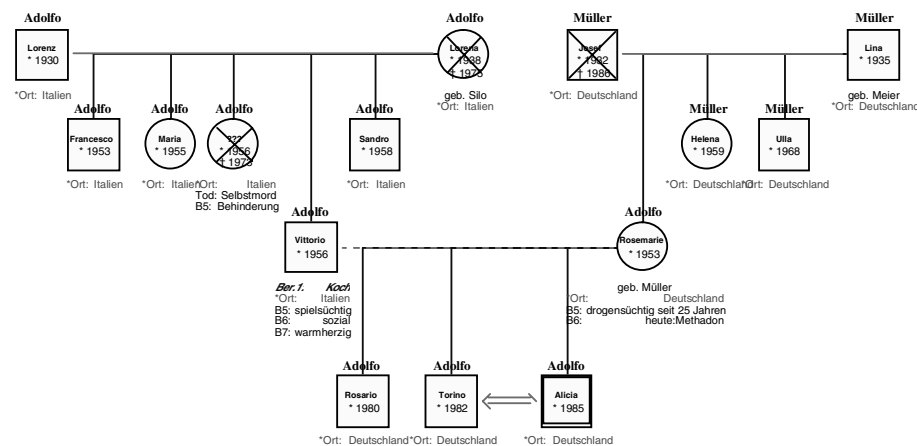 Adolfo
Lorenz
* 1930
*Ort: Italien
Adolfo
Lorena
* 1938
† 1975
geb. Silo
*Ort: Italien
Müller
Josef
* 1932
† 1986
*Ort: Deutschland
Müller
Lina
* 1935
geb. Meier
*Ort: Deutschland
Adolfo
Francesco
* 1953
*Ort: Italien
Adolfo
Maria
* 1955
*Ort: Italien
Adolfo
???
* 1956
† 1973
*Ort: Italien
Tod: Selbstmord
B5: Behinderung
Adolfo
Sandro
* 1958
*Ort: Italien
Müller
Helena
* 1959
*Ort: Deutschland
Müller
Ulla
* 1968
*Ort: Deutschland
Adolfo
Vittorio
* 1956
Ber.1. Koch
*Ort: Italien
B5: spielsüchtig
B6: sozial
B7: warmherzig
Adolfo
Rosemarie
* 1953
geb. Müller
*Ort: Deutschland
B5: drogensüchtig seit 25 Jahren
B6: heute:Methadon
Adolfo
Rosario
* 1980
*Ort: Deutschland
Adolfo
Torino
* 1982
*Ort: Deutschland
Adolfo
Alicia
* 1985
*Ort: Deutschland